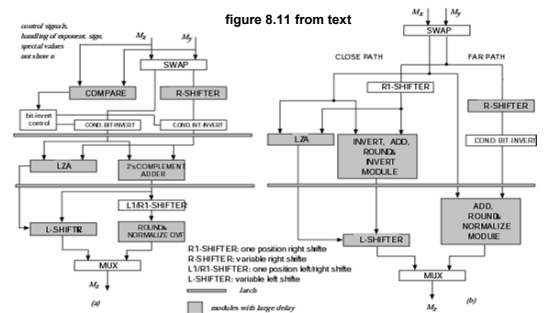 figure 8.11 from text
control signals,
handling of exponent, sign,
special values
not show n
Mx
My
SWAP
COMPARE
R-SHIFTER
bit invert
control
COND. BIT INVERT
COND. BIT INVERT
LZA
2'sCOMPLEMENT
ADDER
L1/R1-SHIFTER
L-SHIFTER
ROUND&
NORMALIZE OVF
MUX
Mz
(a)
Mx
My
SWAP
CLOSE PATH
FAR PATH
R1-SHIFTER
R-SHIFTER
COND. BIT INVERT
LZA
INVERT, ADD,
ROUND&
INVERT
MODULE
ADD,
ROUND&
NORMALIZE
MODULE
L-SHIFTER
MUX
Mz
(b)
R1-SHIFTER: one position right shifte
R-SHIFTER: variable right shifter
L1/R1-SHIFTER: one position left/right shifte
L-SHIFTER: variable left shifter
latch
modules with large delay